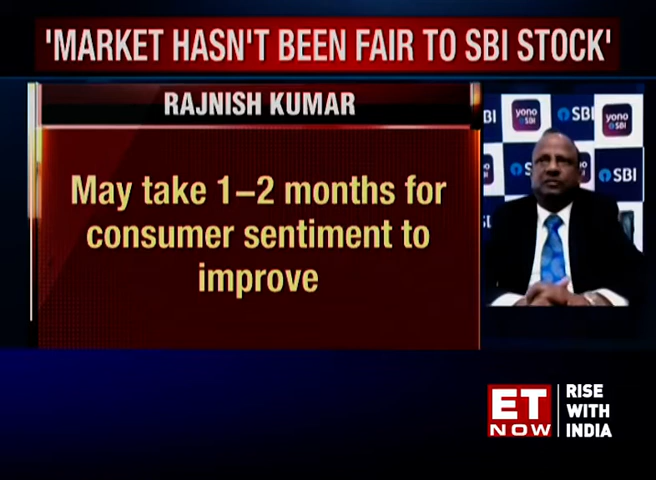 'MARKET HASN'T BEEN FAIR TO SBI STOCK'
RAJNISH KUMAR
May take 1–2 months for
consumer sentiment to
improve
BI
yono
SBI
SBI
yono
SBI
SBI
ET
NOW
RISE
WITH
INDIA